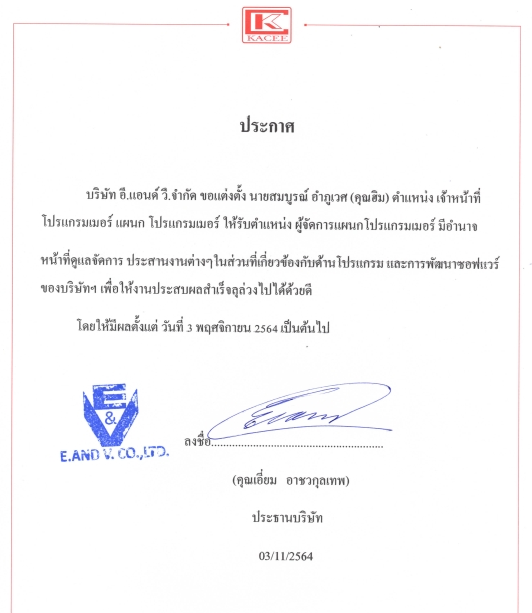 KACEE
ประกาศ
บริษัท อี.แอนด์ วี.จำกัด ขอแต่งตั้ง นายสมบูรณ์ อำภูเวศ (คุณฮิม) ตำแหน่ง เจ้าหน้าที่
โปรแกรมเมอร์ แผนก โปรแกรมเมอร์ ให้รับตำแหน่ง ผู้จัดการแผนกโปรแกรมเมอร์ มีอำนาจ
หน้าที่ดูแลจัดการ ประสานงานต่างๆในส่วนที่เกี่ยวข้องกับด้านโปรแกรม และการพัฒนาซอฟแวร์
ของบริษัทฯ เพื่อให้งานประสบผลสำเร็จลุล่วงไปได้ด้วยดี
โดยให้มีผลตั้งแต่ วันที่ 3 พฤศจิกายน 2564 เป็นต้นไป
E & V
E.AND V. CO.,LTD.
ลงชื่อ
(คุณเอี่ยม อาชวกุลเทพ)
ประธานบริษัท
03/11/2564